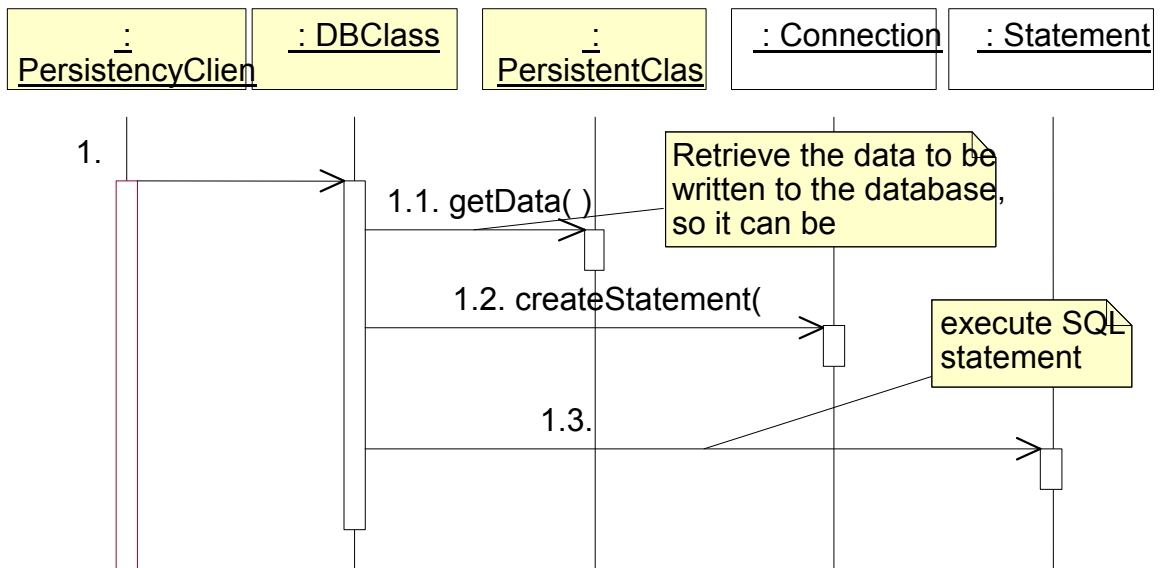 :
PersistencyClien
: DBClass
:
PersistentClas
: Connection
: Statement
1.
Retrieve the data to be
written to the database,
so it can be
1.1. getData( )
1.2. createStatement(
execute SQL
statement
1.3.